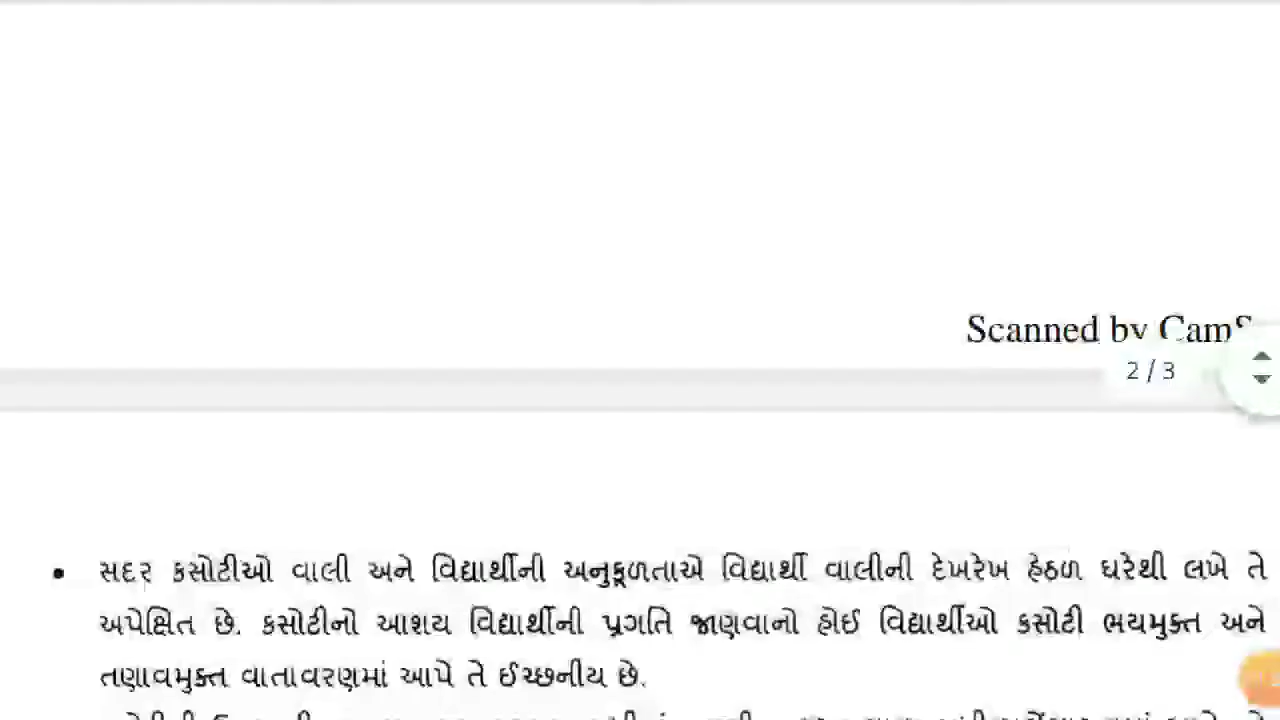 Scanned by CamS
2 / 3
• સદર કસોટીઓ વાલી અને વિદ્યાર્થીની અનુકૂળતાએ વિદ્યાર્થી વાલીની દેખરેખ હેઠળ ઘરેથી લખે તે
અપેક્ષિત છે. કસોટીનો આશય વિદ્યાર્થીની પ્રગતિ જાણવાનો હોઈ વિદ્યાર્થીઓ કસોટી ભયમુક્ત અને
તણાવમુક્ત વાતાવરણમાં આપે તે ઈચ્છનીય છે.